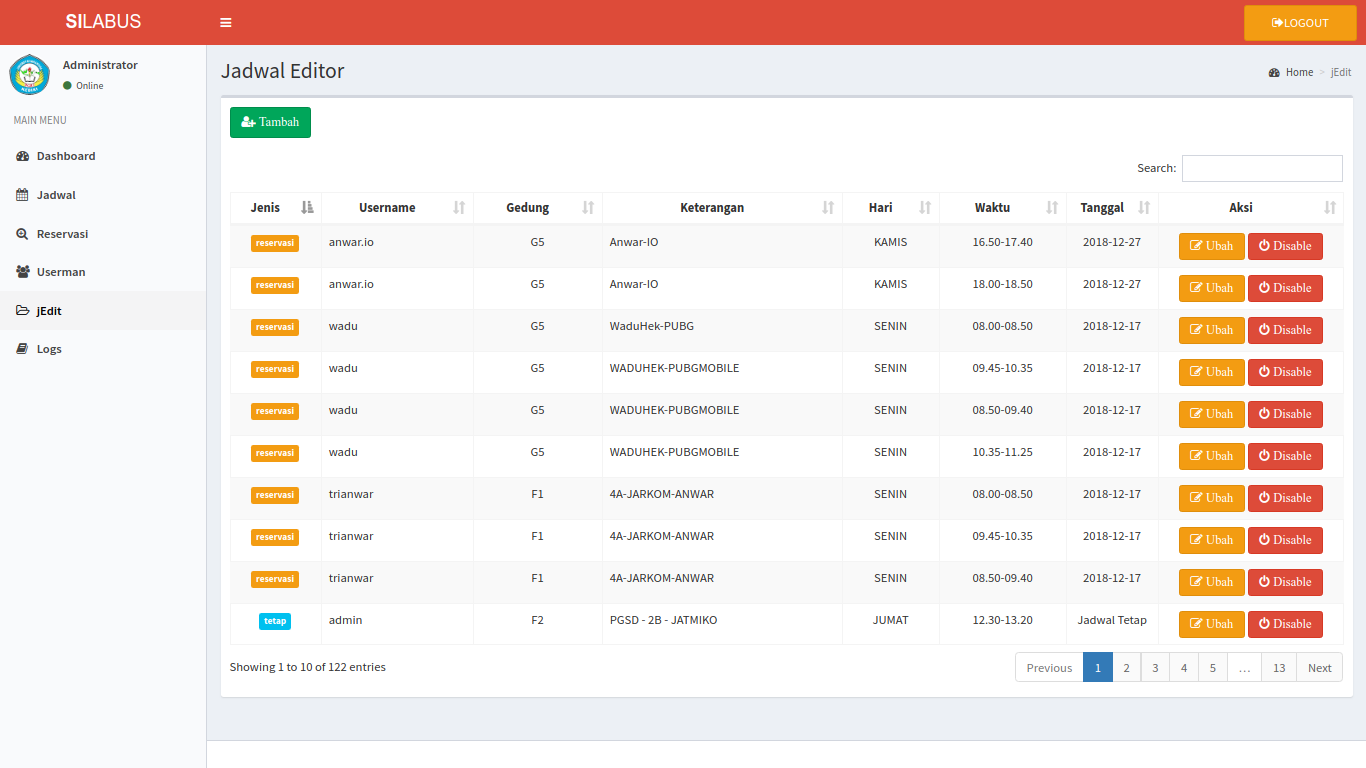 SILABUS
LOGOUT
Administrator
Online
MAIN MENU
Dashboard
Jadwal
Reservasi
Userman
jEdit
Logs
Jadwal Editor
Home > jEdit
Tambah
Search:
Jenis Username Gedung Keterangan Hari Waktu Tanggal Aksi
reservasi anwar.io G5 Anwar-IO KAMIS 16.50-17.40 2018-12-27 Ubah Disable
reservasi anwar.io G5 Anwar-IO KAMIS 18.00-18.50 2018-12-27 Ubah Disable
reservasi wadu G5 WaduHek-PUBG SENIN 08.00-08.50 2018-12-17 Ubah Disable
reservasi wadu G5 WADUHEK-PUBGMOBILE SENIN 09.45-10.35 2018-12-17 Ubah Disable
reservasi wadu G5 WADUHEK-PUBGMOBILE SENIN 08.50-09.40 2018-12-17 Ubah Disable
reservasi wadu G5 WADUHEK-PUBGMOBILE SENIN 10.35-11.25 2018-12-17 Ubah Disable
reservasi trianwar F1 4A-JARKOM-ANWAR SENIN 08.00-08.50 2018-12-17 Ubah Disable
reservasi trianwar F1 4A-JARKOM-ANWAR SENIN 09.45-10.35 2018-12-17 Ubah Disable
reservasi trianwar F1 4A-JARKOM-ANWAR SENIN 08.50-09.40 2018-12-17 Ubah Disable
tetap admin F2 PGSD - 2B - JATMIKO JUMAT 12.30-13.20 Jadwal Tetap Ubah Disable
Showing 1 to 10 of 122 entries
Previous 1 2 3 4 5 … 13 Next